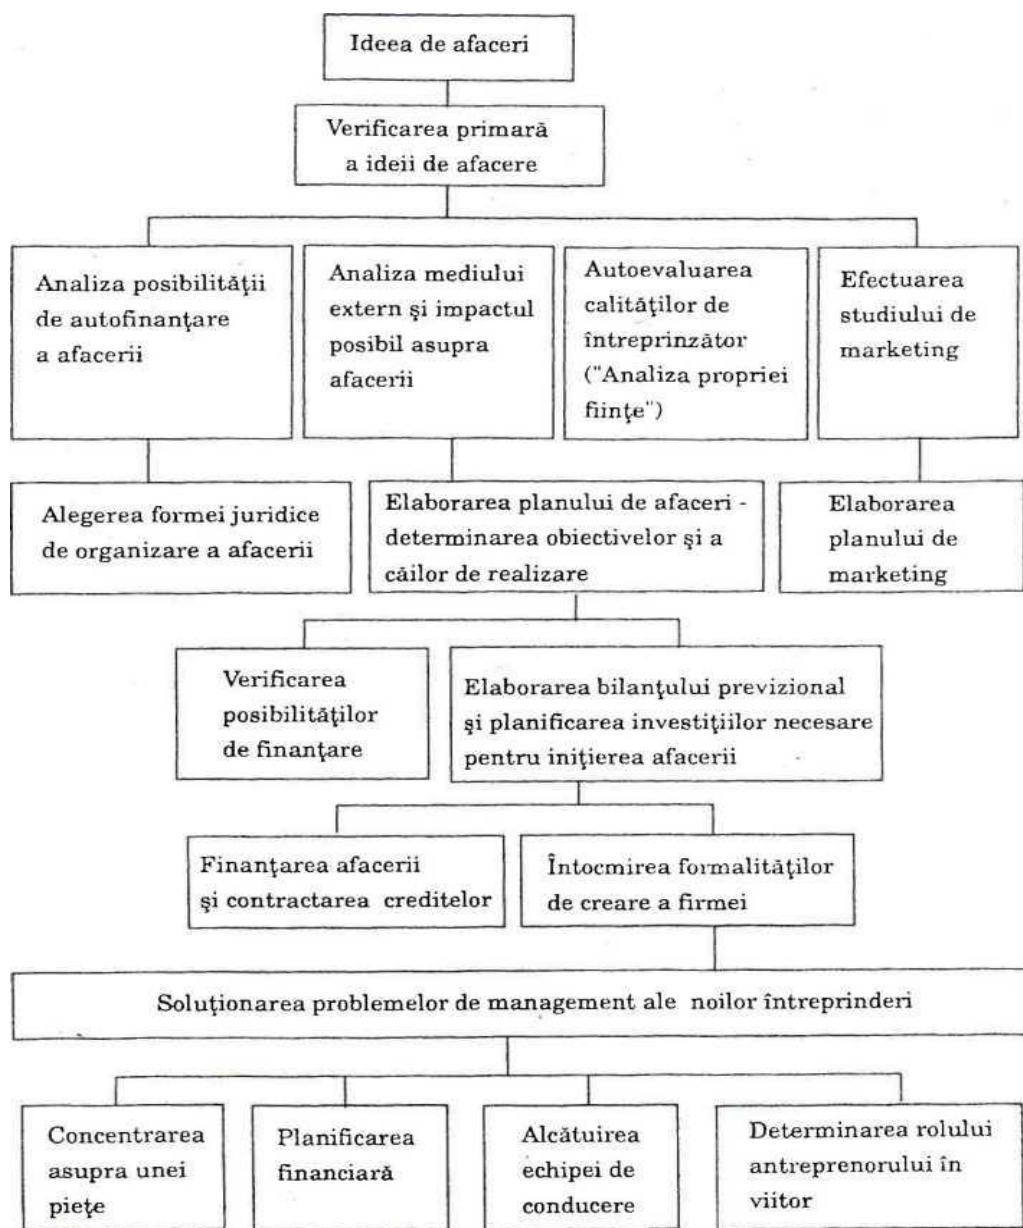 Ideea de afaceri
Verificarea primară
a ideii de afacere
Analiza posibilităţii
de autofinanţare
a afacerii
Analiza mediului
extern şi impactul
posibil asupra
afacerii
Autoevaluarea
calităţilor de
întreprinzător
("Analiza propriei
fiinţe")
Efectuarea
studiului de
marketing
Alegerea formei juridice
de organizare a afacerii
Elaborarea planului de afaceri -
determinarea obiectivelor şi a
căilor de realizare
Elaborarea
planului de
marketing
Verificarea
posibilităţilor
de finanţare
Elaborarea bilanţului previzional
şi planificarea investiţiilor necesare
pentru iniţierea afacerii
Finanţarea afacerii
şi contractarea creditelor
Întocmirea formalităţilor
de creare a firmei
Soluţionarea problemelor de management ale noilor întreprinderi
Concentrarea
asupra unei
pieţe
Planificarea
financiară
Alcătuirea
echipei de
conducere
Determinarea rolului
antreprenorului în
viitor